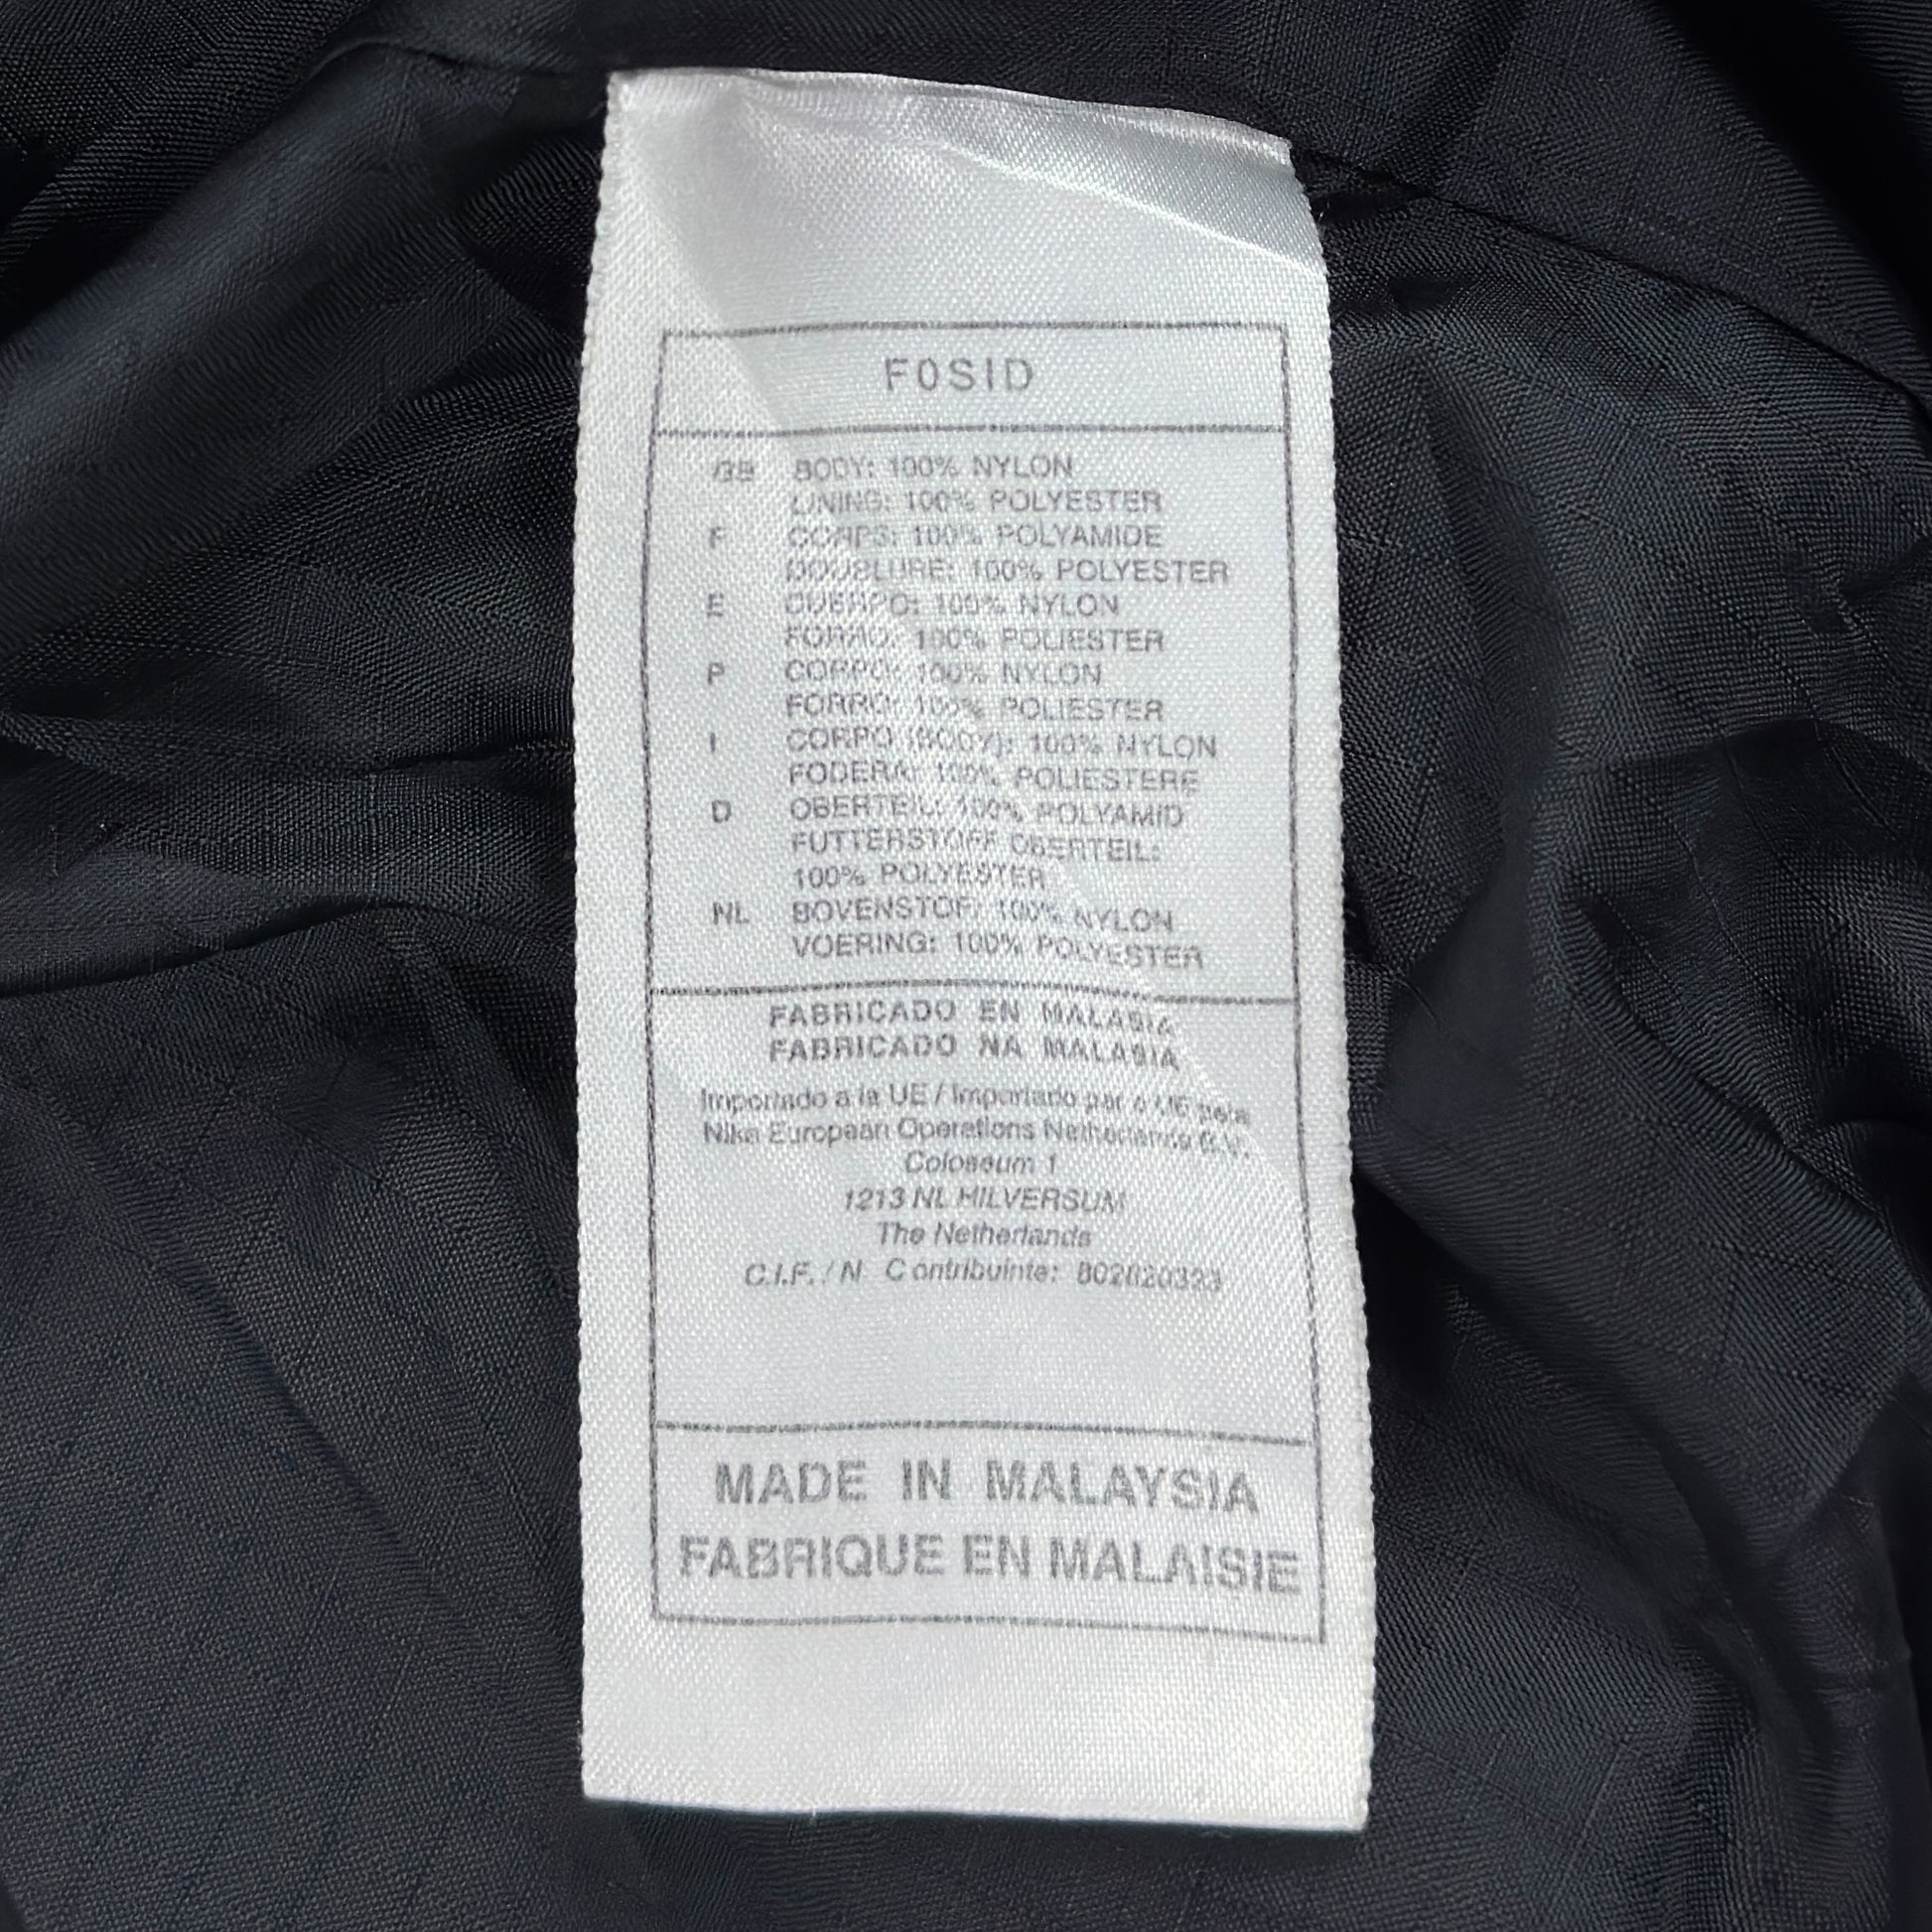 F0SID
GB BODY: 100% NYLON
LINING: 100% POLYESTER
F CORPS: 100% POLYAMIDE
DOUBLURE: 100% POLYESTER
E CUERPO: 100% NYLON
FORRO: 100% POLIESTER
P CORPO: 100% NYLON
FORRO: 100% POLIESTER
I CORPO (BODY): 100% NYLON
FODERA: 100% POLIESTERE
D OBERTEIL: 100% POLYAMID
FUTTERSTOFF OBERTEIL:
100% POLYESTER
NL BOVENSTOF: 100% NYLON
VOERING: 100% POLYESTER
FABRICADO EN MALASIA
FABRICADO NA MALASIA
Importado a la UE / Importado par a UE pela
Nike European Operations Netherlands B.V.
Colosseum 1
1213 NL HILVERSUM
The Netherlands
C.I.F. / N Contribuinte:
MADE IN MALAYSIA
FABRIQUE EN MALAISIE